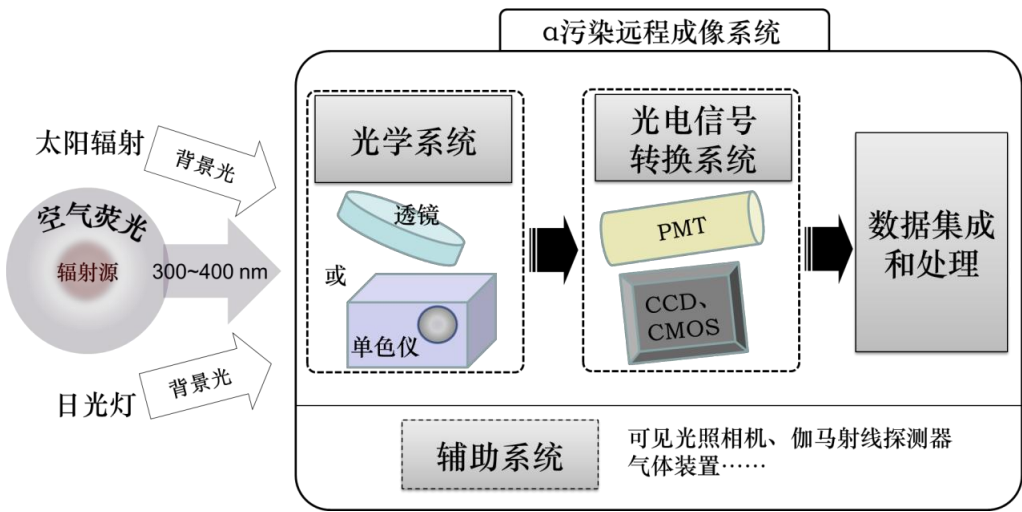 α污染远程成像系统
太阳辐射
背景光
空气荧光
辐射源
300~400 nm
日光灯
背景光
光学系统
透镜
或
单色仪
光电信号
转换系统
PMT
CCD、
CMOS
数据集成
和处理
辅助系统
可见光照相机、伽马射线探测器
气体装置……